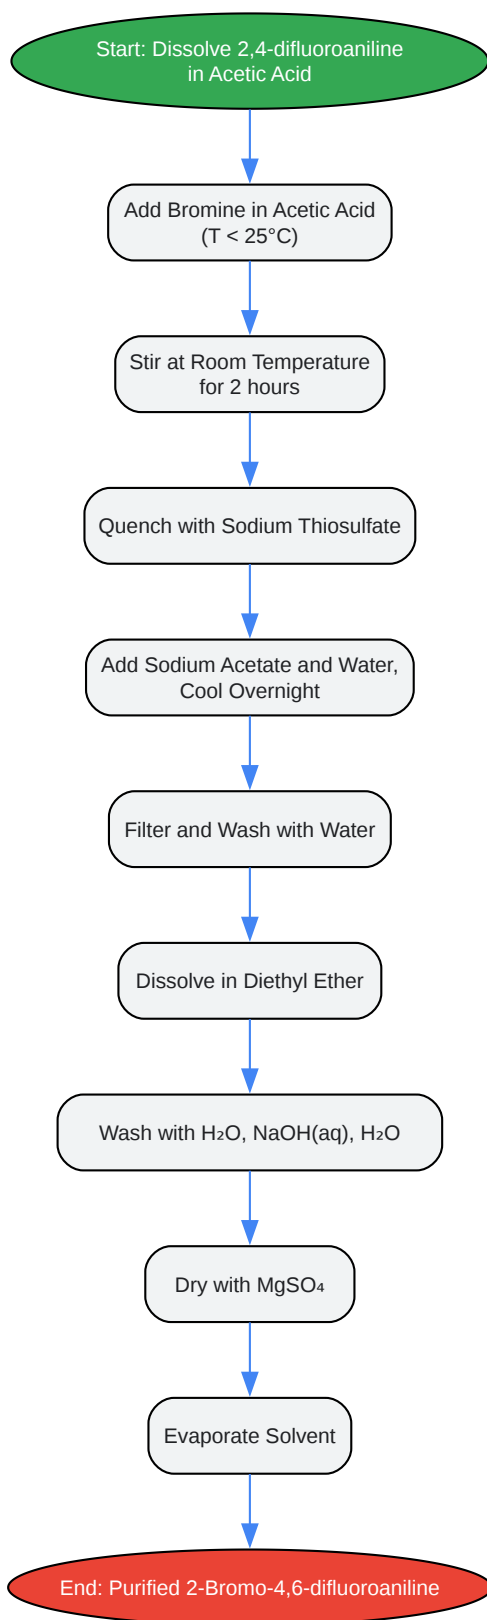 Start: Dissolve 2,4-difluoroaniline
in Acetic Acid
Add Bromine in Acetic Acid
(T < 25°C)
Stir at Room Temperature
for 2 hours
Quench with Sodium Thiosulfate
Add Sodium Acetate and Water,
Cool Overnight
Filter and Wash with Water
Dissolve in Diethyl Ether
Wash with H₂O, NaOH(aq), H₂O
Dry with MgSO₄
Evaporate Solvent
End: Purified 2-Bromo-4,6-difluoroaniline